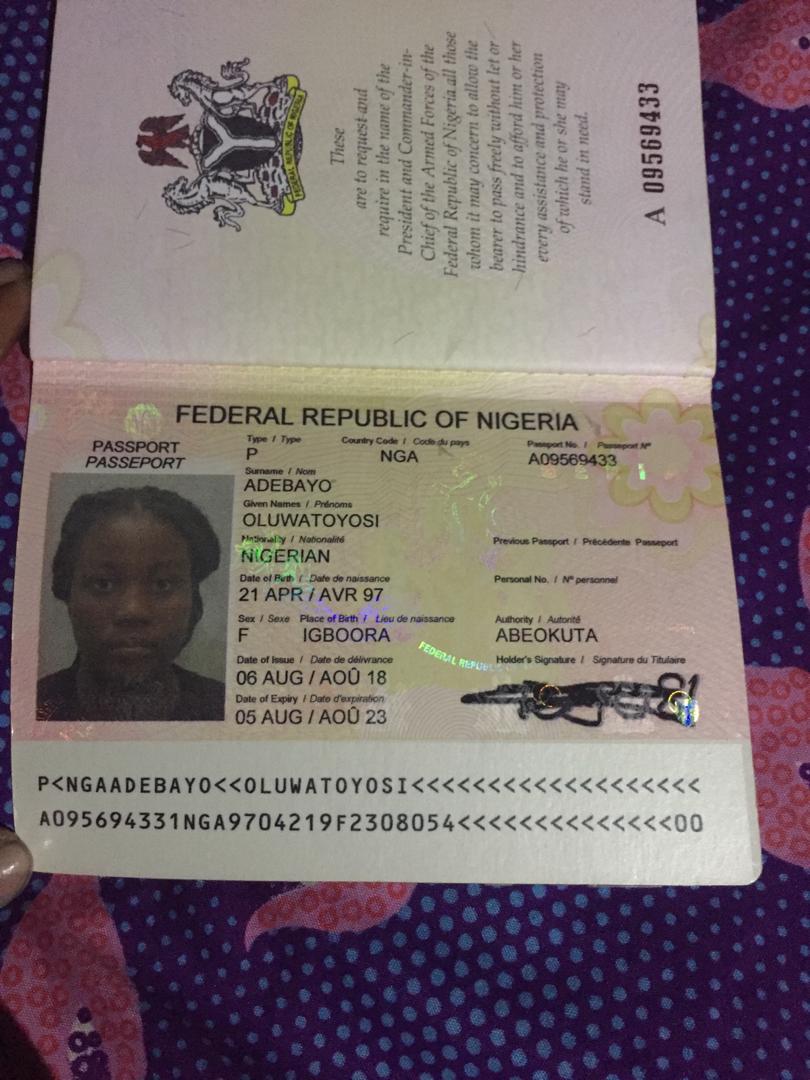 FEDERAL REPUBLIC OF NIGERIA
These
are to request and
require in the name of the
President and Commander-in-
Chief of the Armed Forces of the
Federal Republic of Nigeria all those
whom it may concern to allow the
bearer to pass freely without let or
hindrance and to afford him or her
every assistance and protection
of which he or she may
stand in need.
A 09569433
FEDERAL REPUBLIC OF NIGERIA
PASSPORT
PASSEPORT
Type / Type Country Code / Code du pays Passport No. / Passeport N°
P NGA A09569433
Surname / Nom
ADEBAYO
Given Names / Prénoms
OLUWATOYOSI
Nationality / Nationalité Previous Passport / Précédente Passeport
NIGERIAN
Date of Birth / Date de naissance Personal No. / N° personnel
21 APR / AVR 97
Sex / Sexe Place of Birth / Lieu de naissance Authority / Autorité
F IGBOORA ABEOKUTA
Date of Issue / Date de délivrance Holder's Signature / Signature du Titulaire
06 AUG / AOÛ 18
Date of Expiry / Date d'expiration
05 AUG / AOÛ 23
FEDERAL REPUBLIC
P<NGAADEBAYO<<OLUWATOYOSI<<<<<<<<<<<<<<<<<<<
A095694331NGA9704219F2308054<<<<<<<<<<<<<<00